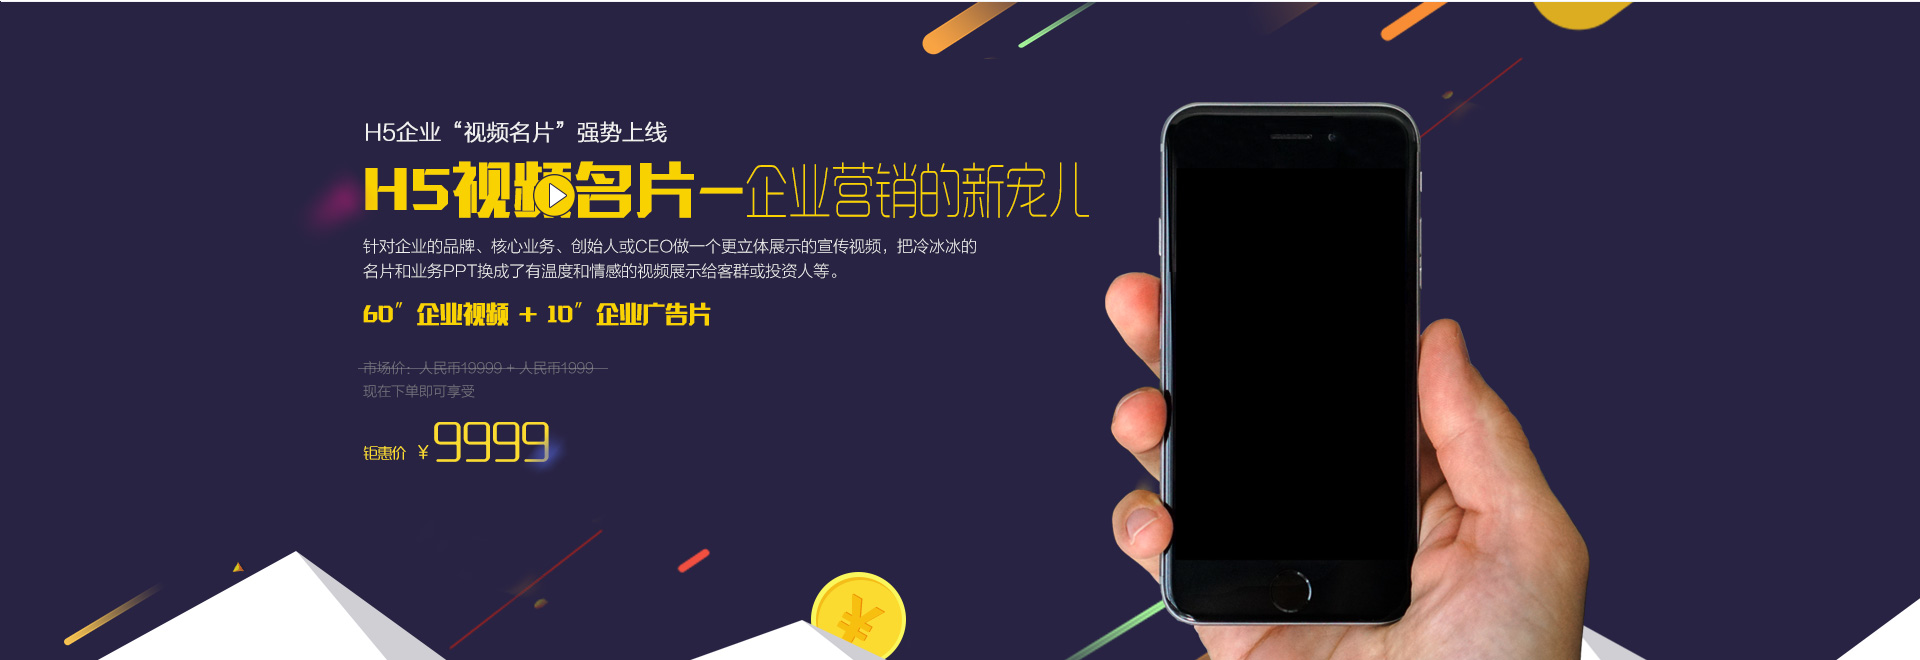 H5企业“视频名片”强势上线
H5视频名片—企业营销的新宠儿
针对企业的品牌、核心业务、创始人或CEO做一个更立体展示的宣传视频，把冷冰冰的
名片和业务PPT换成了有温度和情感的视频展示给客群或投资人等。
60″企业视频 + 10″企业广告片
市场价：人民币19999 + 人民币1999
现在下单即可享受
钜惠价 ￥9999
¥